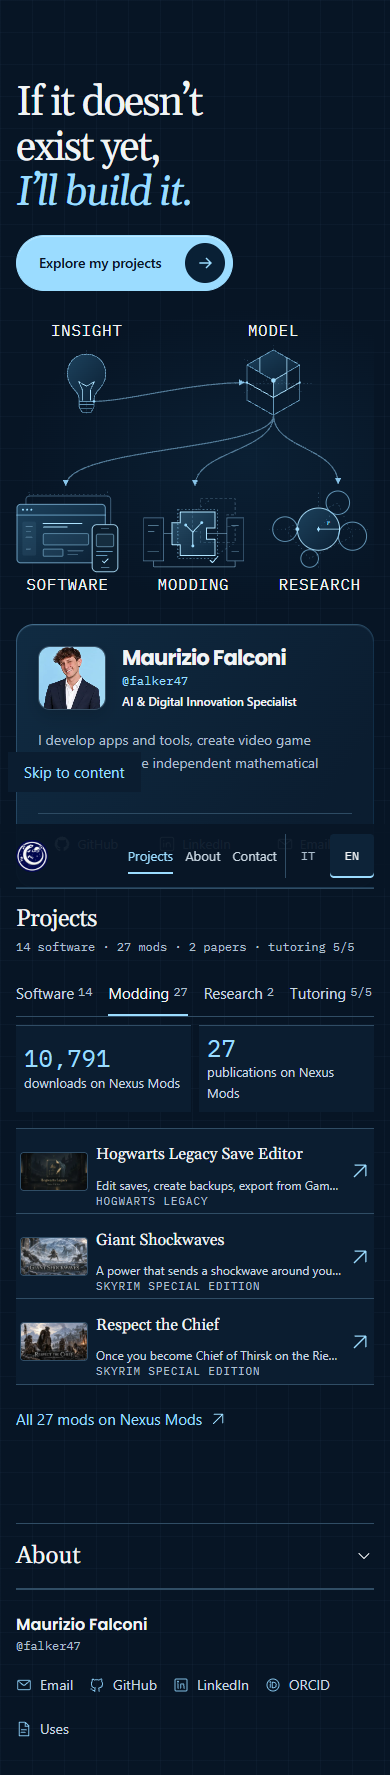 If it doesn’t
exist yet,
I’ll build it.
Explore my projects
INSIGHT
MODEL
SOFTWARE
MODDING
RESEARCH
Maurizio Falconi
@falker47
AI & Digital Innovation Specialist
I develop apps and tools, create video game
e independent mathematical
Skip to content
GitHub
LinkedIn
Email
Projects
About
Contact
IT
EN
Projects
14 software · 27 mods · 2 papers · tutoring 5/5
Software 14
Modding 27
Research 2
Tutoring 5/5
10,791
downloads on Nexus Mods
27
publications on Nexus
Mods
Hogwarts Legacy Save Editor
Edit saves, create backups, export from Gam...
HOGWARTS LEGACY
Giant Shockwaves
A power that sends a shockwave around you...
SKYRIM SPECIAL EDITION
Respect the Chief
Once you become Chief of Thirsk on the Rie...
SKYRIM SPECIAL EDITION
All 27 mods on Nexus Mods
About
Maurizio Falconi
@falker47
Email
GitHub
LinkedIn
ORCID
Uses